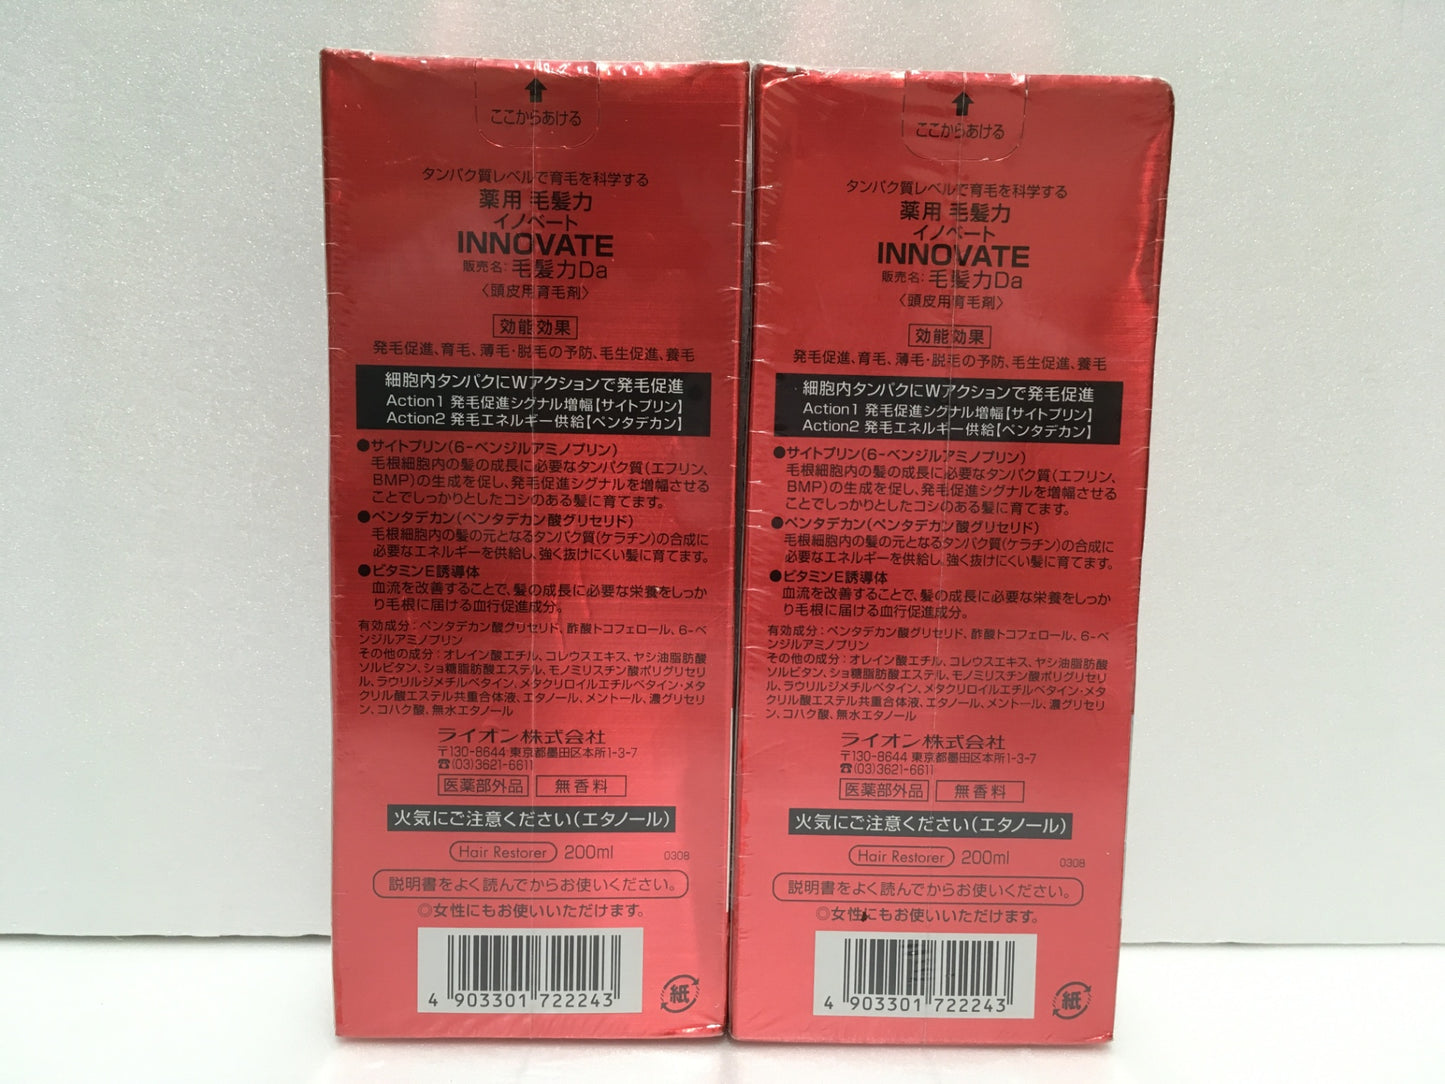 ここからあける
タンパク質レベルで育毛を科学する
薬用 毛髪力
イノベート
INNOVATE
販売名：毛髪力Da
〈頭皮用育毛剤〉
効能効果
発毛促進、育毛、薄毛・脱毛の予防、毛生促進、養毛
細胞内タンパクにWアクションで発毛促進
Action1 発毛促進シグナル増幅【サイトプリン】
Action2 発毛エネルギー供給【ペンタデカン】
●サイトプリン（6-ベンジルアミノプリン）
毛根細胞内の髪の成長に必要なタンパク質（エフリン、
BMP）の生成を促し、発毛促進シグナルを増幅させる
ことでしっかりとしたコシのある髪に育てます。
●ペンタデカン（ペンタデカン酸グリセリド）
毛根細胞内の髪の元となるタンパク質（ケラチン）の合成に
必要なエネルギーを供給し、強く抜けにくい髪に育てます。
●ビタミンE誘導体
血流を改善することで、髪の成長に必要な栄養をしっか
り毛根に届ける血行促進成分。
有効成分：ペンタデカン酸グリセリド、酢酸トコフェロール、6-ベ
ンジルアミノプリン
その他の成分：オレイン酸エチル、コレウスエキス、ヤシ油脂肪酸
ソルビタン、ショ糖脂肪酸エステル、モノミリスチン酸ポリグリセリ
ル、ラウリルジメチルベタイン、メタクリロイルエチルベタイン・メタ
クリル酸エステル共重合体液、エタノール、メントール、濃グリセリ
ン、コハク酸、無水エタノール
ライオン株式会社
〒130-8644 東京都墨田区本所1-3-7
☎(03)3621-6611
医薬部外品 無香料
火気にご注意ください（エタノール）
Hair Restorer 200ml 0308
説明書をよく読んでからお使いください。
◎女性にもお使いいただけます。
4 903301 722243
紙
ここからあける
タンパク質レベルで育毛を科学する
薬用 毛髪力
イノベート
INNOVATE
販売名：毛髪力Da
〈頭皮用育毛剤〉
効能効果
発毛促進、育毛、薄毛・脱毛の予防、毛生促進、養毛
細胞内タンパクにWアクションで発毛促進
Action1 発毛促進シグナル増幅【サイトプリン】
Action2 発毛エネルギー供給【ペンタデカン】
●サイトプリン（6-ベンジルアミノプリン）
毛根細胞内の髪の成長に必要なタンパク質（エフリン、
BMP）の生成を促し、発毛促進シグナルを増幅させる
ことでしっかりとしたコシのある髪に育てます。
●ペンタデカン（ペンタデカン酸グリセリド）
毛根細胞内の髪の元となるタンパク質（ケラチン）の合成に
必要なエネルギーを供給し、強く抜けにくい髪に育てます。
●ビタミンE誘導体
血流を改善することで、髪の成長に必要な栄養をしっか
り毛根に届ける血行促進成分。
有効成分：ペンタデカン酸グリセリド、酢酸トコフェロール、6-ベ
ンジルアミノプリン
その他の成分：オレイン酸エチル、コレウスエキス、ヤシ油脂肪酸
ソルビタン、ショ糖脂肪酸エステル、モノミリスチン酸ポリグリセリ
ル、ラウリルジメチルベタイン、メタクリロイルエチルベタイン・メタ
クリル酸エステル共重合体液、エタノール、メントール、濃グリセリ
ン、コハク酸、無水エタノール
ライオン株式会社
〒130-8644 東京都墨田区本所1-3-7
☎(03)3621-6611
医薬部外品 無香料
火気にご注意ください（エタノール）
Hair Restorer 200ml 0308
説明書をよく読んでからお使いください。
◎女性にもお使いいただけます。
4 903301 722243
紙